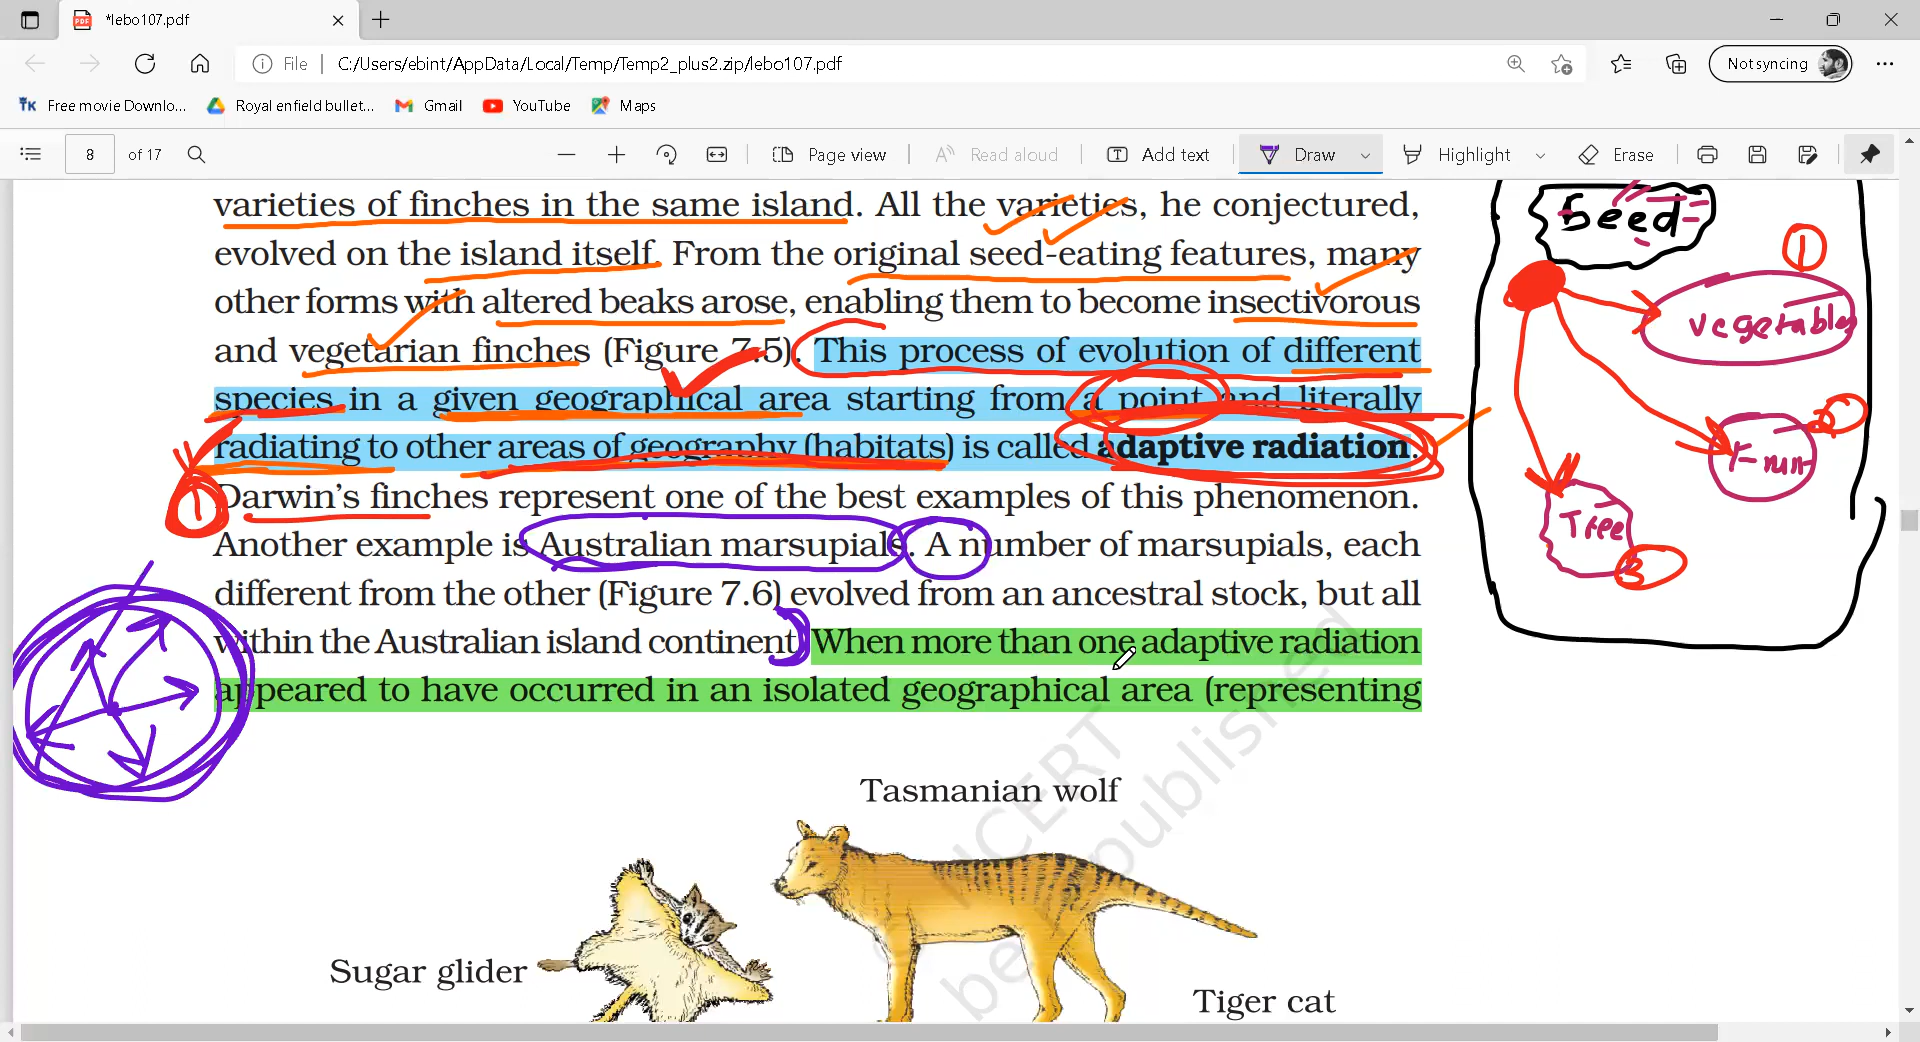 *lebo107.pdf
File
C:/Users/ebint/AppData/Local/Temp/Temp2_plus2.zip/lebo107.pdf
Not syncing
Free movie Downlo...
Royal enfield bullet...
Gmail
YouTube
Maps
8 of 17
Page view
Read aloud
Add text
Draw
Highlight
Erase
varieties of finches in the same island. All the varieties, he conjectured,
evolved on the island itself. From the original seed-eating features, many
other forms with altered beaks arose, enabling them to become insectivorous
and vegetarian finches (Figure 7.5). This process of evolution of different
species in a given geographical area starting from a point and literally
radiating to other areas of geography (habitats) is called adaptive radiation.
Darwin's finches represent one of the best examples of this phenomenon.
Another example is Australian marsupials. A number of marsupials, each
different from the other (Figure 7.6) evolved from an ancestral stock, but all
within the Australian island continent. When more than one adaptive radiation
appeared to have occurred in an isolated geographical area (representing
1
Seed
1
vegetables
Tree
3
Tasmanian wolf
Sugar glider
Tiger cat
NCERT
be republished